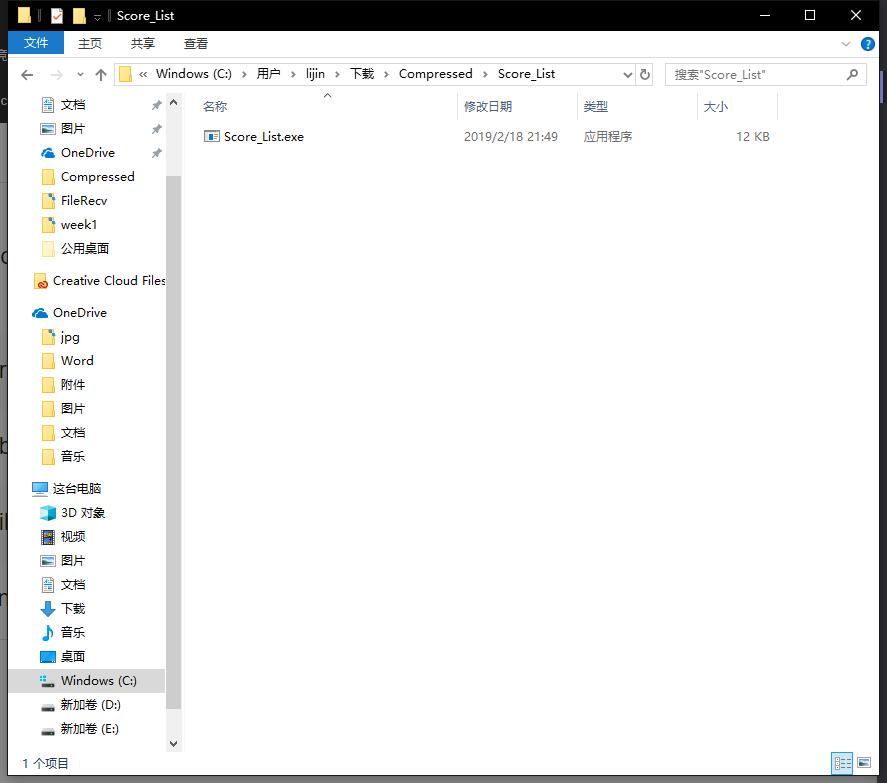 Score_List
文件 主页 共享 查看
« Windows (C:) › 用户 › lijin › 下载 › Compressed › Score_List
搜索"Score_List"
名称 修改日期 类型 大小
Score_List.exe 2019/2/18 21:49 应用程序 12 KB
文档
图片
OneDrive
Compressed
FileRecv
week1
公用桌面
Creative Cloud Files
OneDrive
jpg
Word
附件
图片
文档
音乐
这台电脑
3D 对象
视频
图片
文档
下载
音乐
桌面
Windows (C:)
新加卷 (D:)
新加卷 (E:)
1 个项目